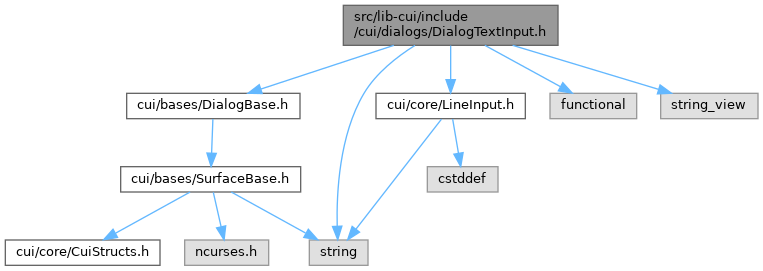 src/lib-cui/include
/cui/dialogs/DialogTextInput.h
cui/bases/DialogBase.h
cui/core/LineInput.h
functional
string_view
cui/bases/SurfaceBase.h
cstddef
cui/core/CuiStructs.h
ncurses.h
string